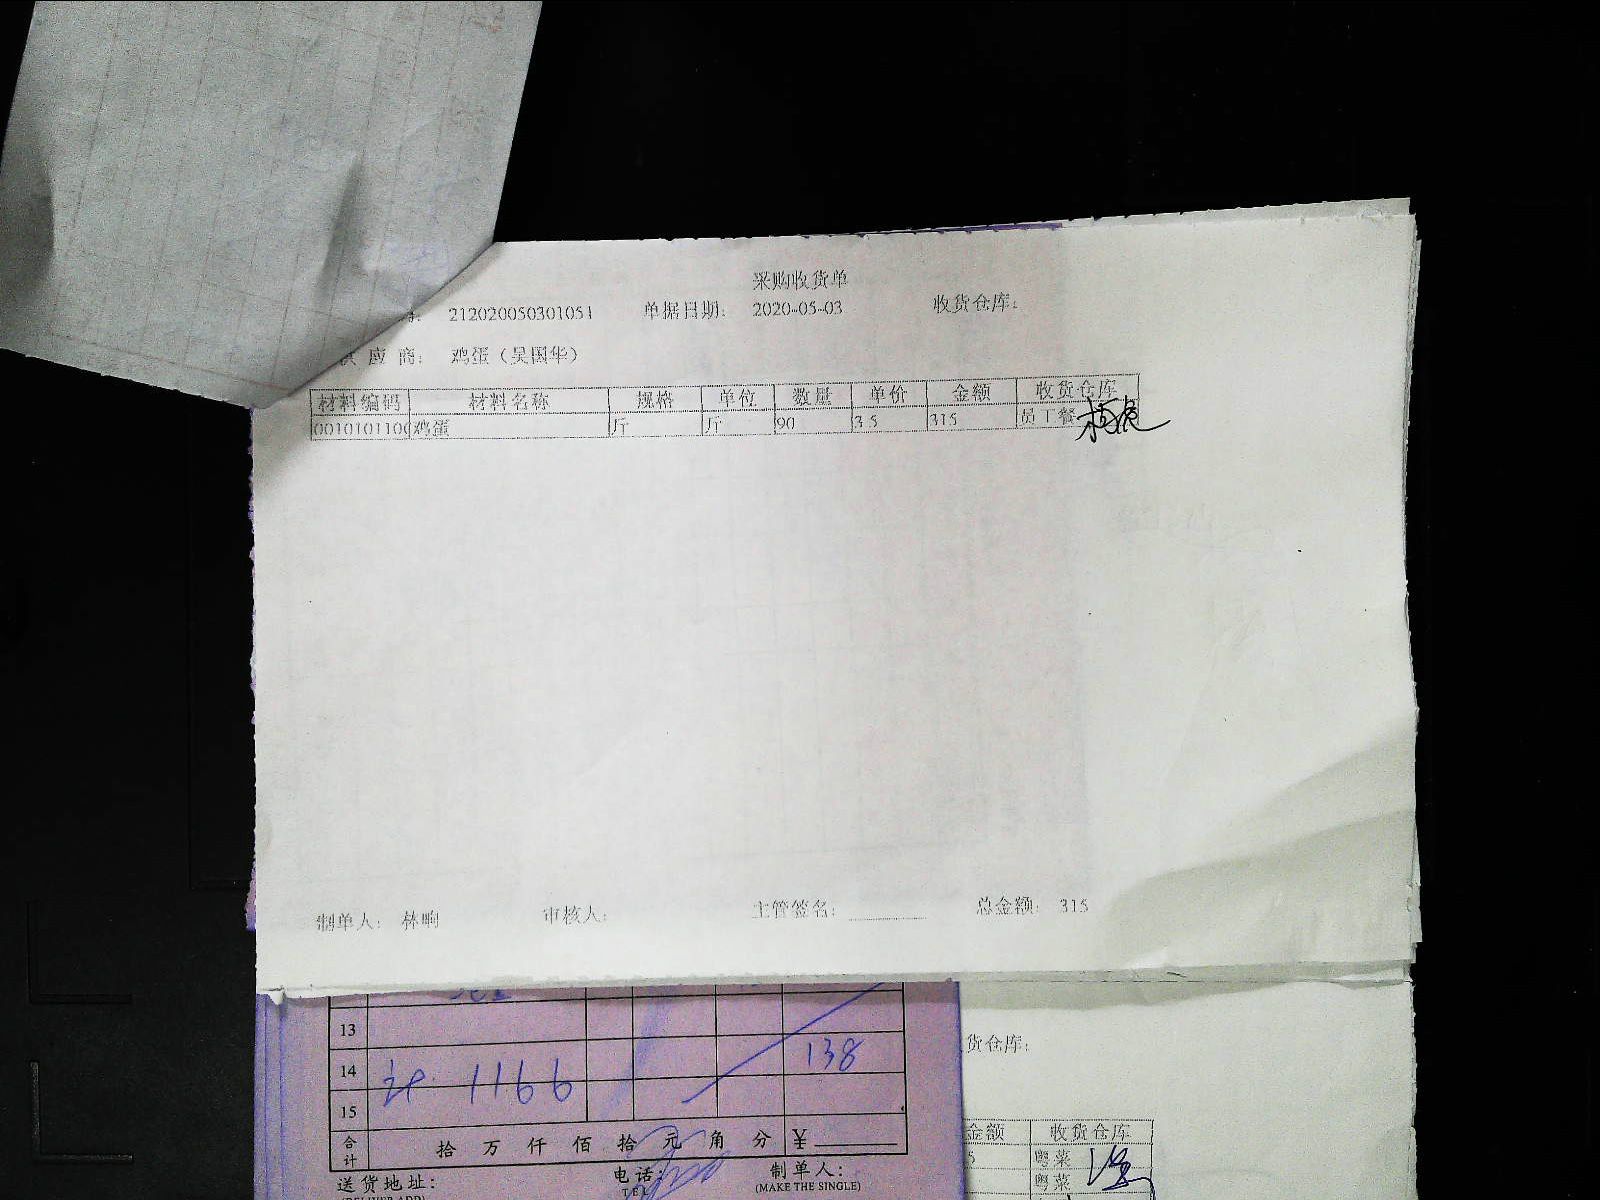 采购收货单
212020050301051 单据日期: 2020-05-03 收货仓库:
应 商: 鸡蛋（吴国华）
材料编码 材料名称 规格 单位 数量 单价 金额 收货仓库
0010101100 鸡蛋 斤 斤 90 3.5 315 员工餐
制单人: 林晌 审核人: 主管签名: 总金额: 315
13
14 计 1166 138
15
货仓库:
合计 拾 万 仟 佰 拾 元 角 分 ¥
金额 收货仓库
5 粤菜
粤菜
送货地址: 电话: 制单人:
TEL (MAKE THE SINGLE)